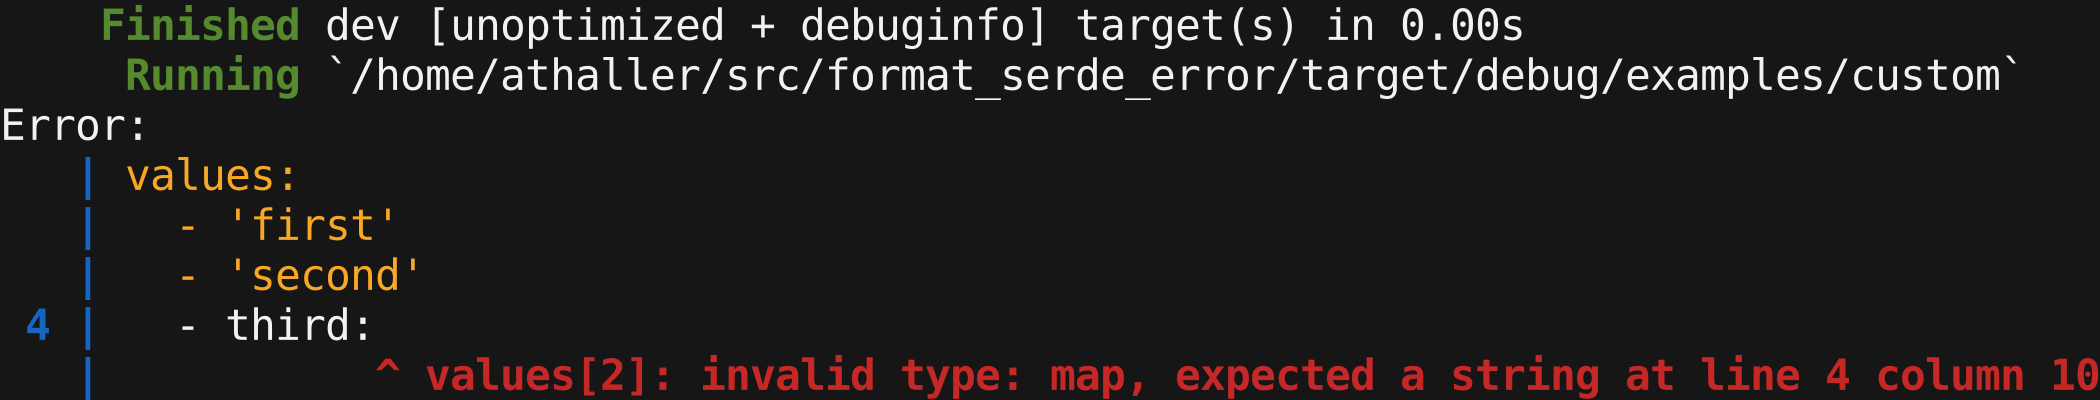 Finished dev [unoptimized + debuginfo] target(s) in 0.00s
     Running `/home/athaller/src/format_serde_error/target/debug/examples/custom`
Error:
   | values:
   |   - 'first'
   |   - 'second'
 4 |   - third:
   |           ^ values[2]: invalid type: map, expected a string at line 4 column 10